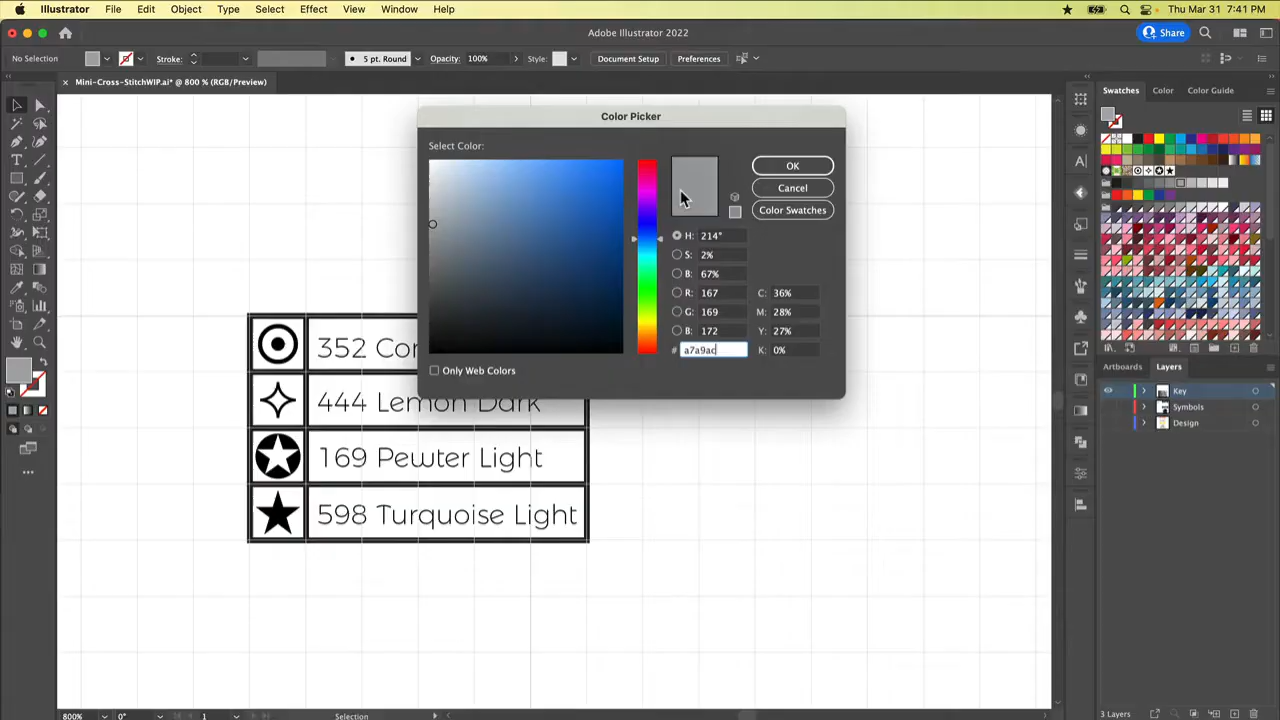 Illustrator File Edit Object Type Select Effect View Window Help Thu Mar 31 7:41 PM
Adobe Illustrator 2022 Share
No Selection Stroke: 5 pt. Round Opacity: 100% Style: Document Setup Preferences
Mini-Cross-StitchWIP.ai* @ 800 % (RGB/Preview)
Swatches Color Color Guide
Color Picker
Select Color:
OK
Cancel
Color Swatches
H: 214°
S: 2%
B: 67%
R: 167 C: 36%
G: 169 M: 28%
B: 172 Y: 27%
# a7a9ac K: 0%
Only Web Colors
352 Cor
444 Lemon Dark
169 Pewter Light
598 Turquoise Light
Artboards Layers
Key
Symbols
Design
800% 0° 1 Selection 3 Layers